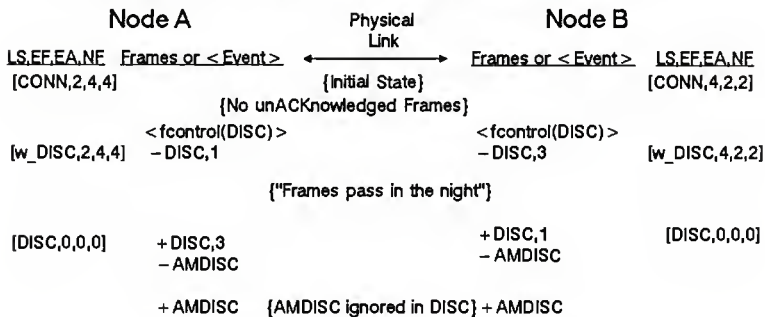 Node A Physical Link Node B
LS,EF,EA,NF Frames or < Event > Frames or < Event > LS,EF,EA,NF
[CONN,2,4,4] {Initial State} [CONN,4,2,2]
{No unACKnowledged Frames}
<fcontrol(DISC) > <fcontrol(DISC) >
[w_DISC,2,4,4] – DISC,1 – DISC,3 [w_DISC,4,2,2]
{"Frames pass in the night"}
[DISC,0,0,0] + DISC,3 + DISC,1 [DISC,0,0,0]
– AMDISC – AMDISC
+ AMDISC {AMDISC ignored in DISC} + AMDISC